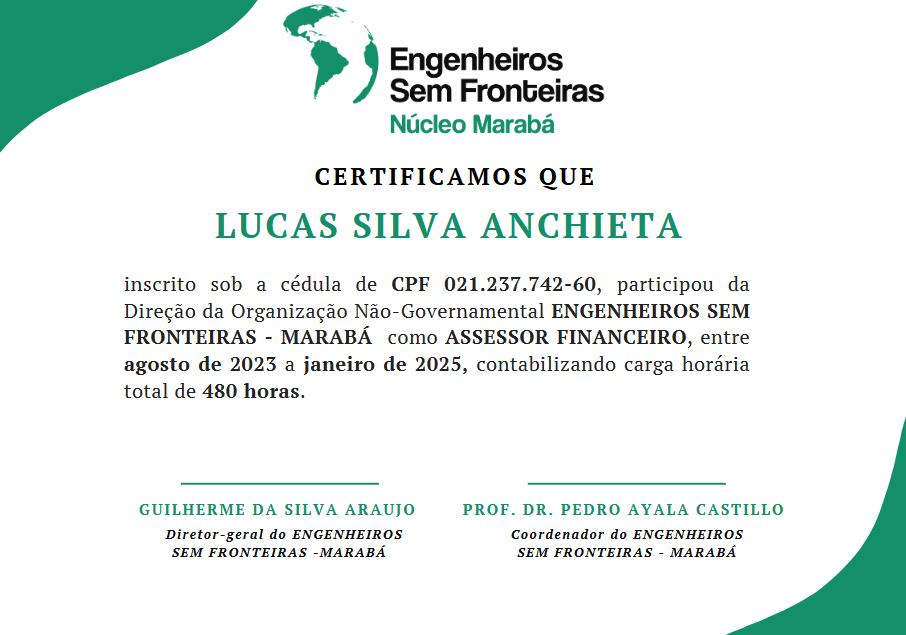 Engenheiros
Sem Fronteiras
Núcleo Marabá
CERTIFICAMOS QUE
LUCAS SILVA ANCHIETA
inscrito sob a cédula de CPF 021.237.742-60, participou da
Direção da Organização Não-Governamental ENGENHEIROS SEM
FRONTEIRAS - MARABÁ como ASSESSOR FINANCEIRO, entre
agosto de 2023 a janeiro de 2025, contabilizando carga horária
total de 480 horas.
GUILHERME DA SILVA ARAUJO
Diretor-geral do ENGENHEIROS
SEM FRONTEIRAS -MARABÁ
PROF. DR. PEDRO AYALA CASTILLO
Coordenador do ENGENHEIROS
SEM FRONTEIRAS - MARABÁ